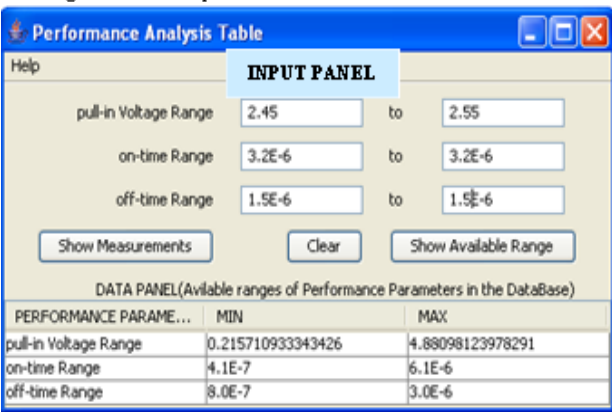 Performance Analysis Table
Help
INPUT PANEL
pull-in Voltage Range 2.45 to 2.55
on-time Range 3.2E-6 to 3.2E-6
off-time Range 1.5E-6 to 1.5E-6
Show Measurements Clear Show Available Range
DATA PANEL(Avilable ranges of Performance Parameters in the DataBase)
PERFORMANCE PARAME... MIN MAX
pull-in Voltage Range 0.215710933343426 4.88098123978291
on-time Range 4.1E-7 6.1E-6
off-time Range 8.0E-7 3.0E-6